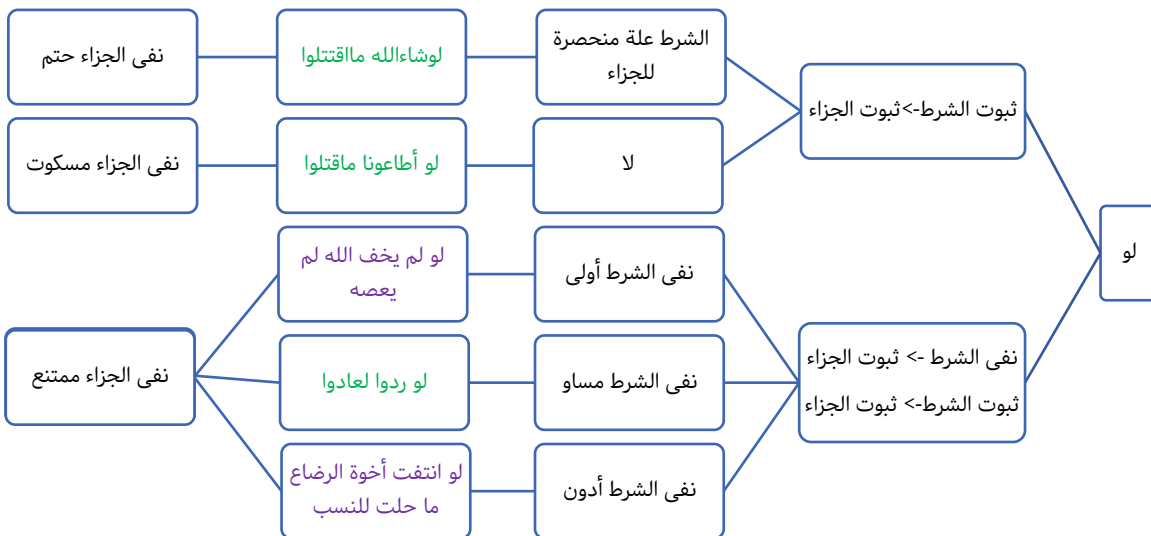 لو
ثبوت الشرط->ثبوت الجزاء
الشرط علة منحصرة
للجزاء
لوشاءالله مااقتتلوا
نفى الجزاء حتم
لا
لو أطاعونا ماقتلوا
نفى الجزاء مسكوت
نفى الشرط -> ثبوت الجزاء
ثبوت الشرط-> ثبوت الجزاء
نفى الشرط أولى
لو لم يخف الله لم
يعصه
نفى الشرط مساو
لو ردوا لعادوا
نفى الشرط أدون
لو انتفت أخوة الرضاع
ما حلت للنسب
نفى الجزاء ممتنع